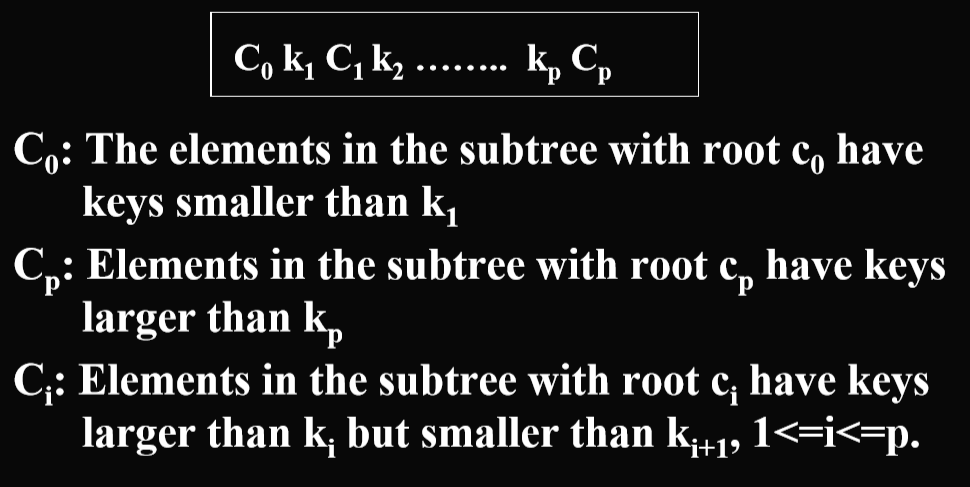 C₀ k₁ C₁ k₂ ........ kₚ Cₚ
C₀: The elements in the subtree with root c₀ have
keys smaller than k₁
Cₚ: Elements in the subtree with root cₚ have keys
larger than kₚ
Cᵢ: Elements in the subtree with root cᵢ have keys
larger than kᵢ but smaller than kᵢ₊₁, 1<=i<=p.